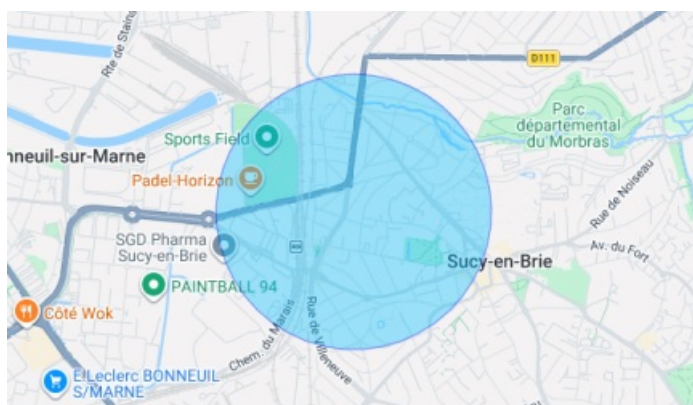 Rte de Stains
D111
Sports Field
Parc
départemental
du Morbras
nneuil-sur-Marne
Padel-Horizon
Rue de Noiseau
SGD Pharma
Sucy-en-Brie
Av. du Fort
Sucy-en-Brie
PAINTBALL 94
Côté Wok
Rue de Villeneuve
Chem. du Marais
E.Leclerc BONNEUIL
S/MARNE